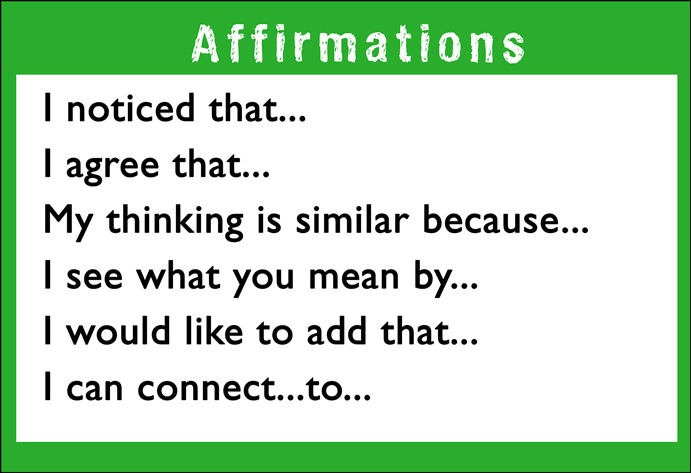 Affirmations
I noticed that...
I agree that...
My thinking is similar because...
I see what you mean by...
I would like to add that...
I can connect...to...